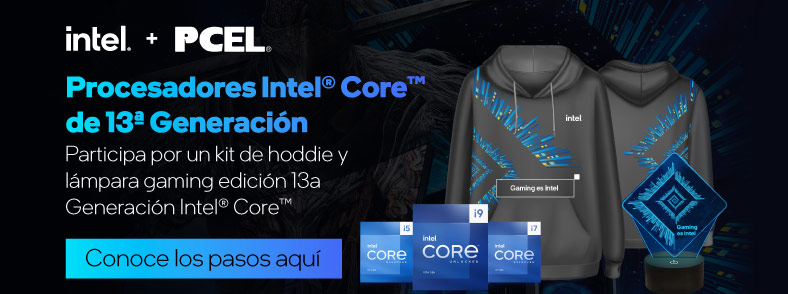 intel. + PCEL®
Procesadores Intel® Core™
de 13ª Generación
Participa por un kit de hoddie y
lámpara gaming edición 13a
Generación Intel® Core™
Conoce los pasos aquí
intel
Gaming es Intel
Gaming
es Intel
i5
intel
CORE
i9
intel
CORE
UNLOCKED
i7
intel
CORE